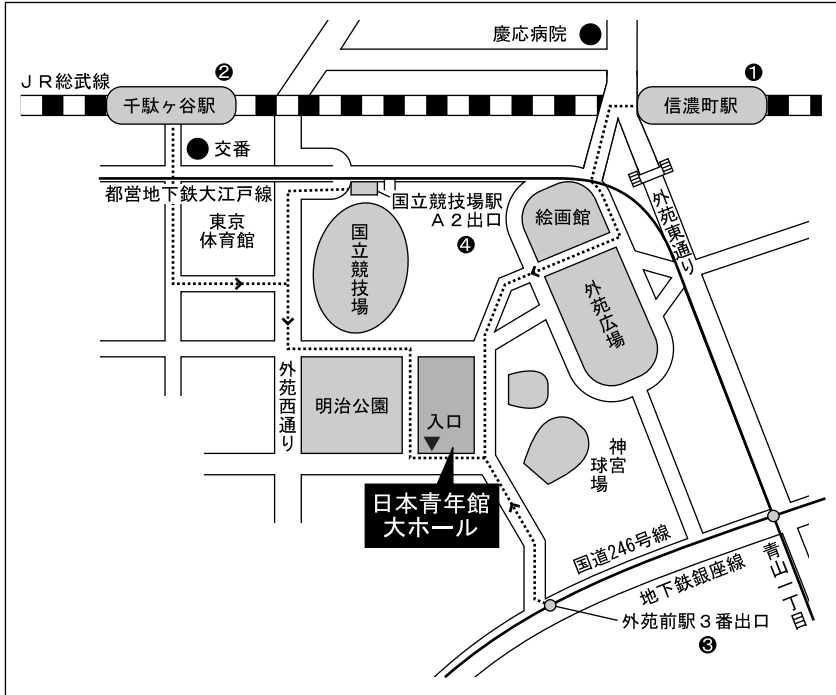 慶応病院
ＪＲ総武線
❷
千駄ヶ谷駅
❶
信濃町駅
交番
都営地下鉄大江戸線
東京
体育館
国立競技場駅
Ａ２出口
❹
国立競技場
絵画館
外苑東通り
外苑広場
外苑西通り
明治公園
入口
神宮
球場
日本青年館
大ホール
国道246号線
地下鉄銀座線
青山一丁目
外苑前駅３番出口
❸